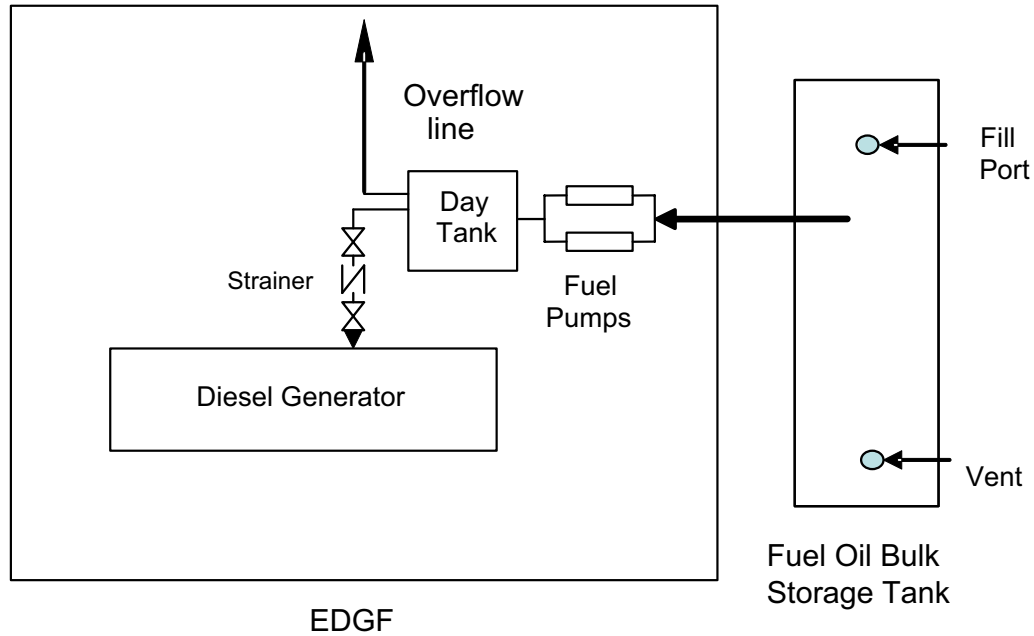 Overflow
line
Fill
Port
Day
Tank
Strainer
Fuel
Pumps
Diesel Generator
Vent
Fuel Oil Bulk
Storage Tank
EDGF